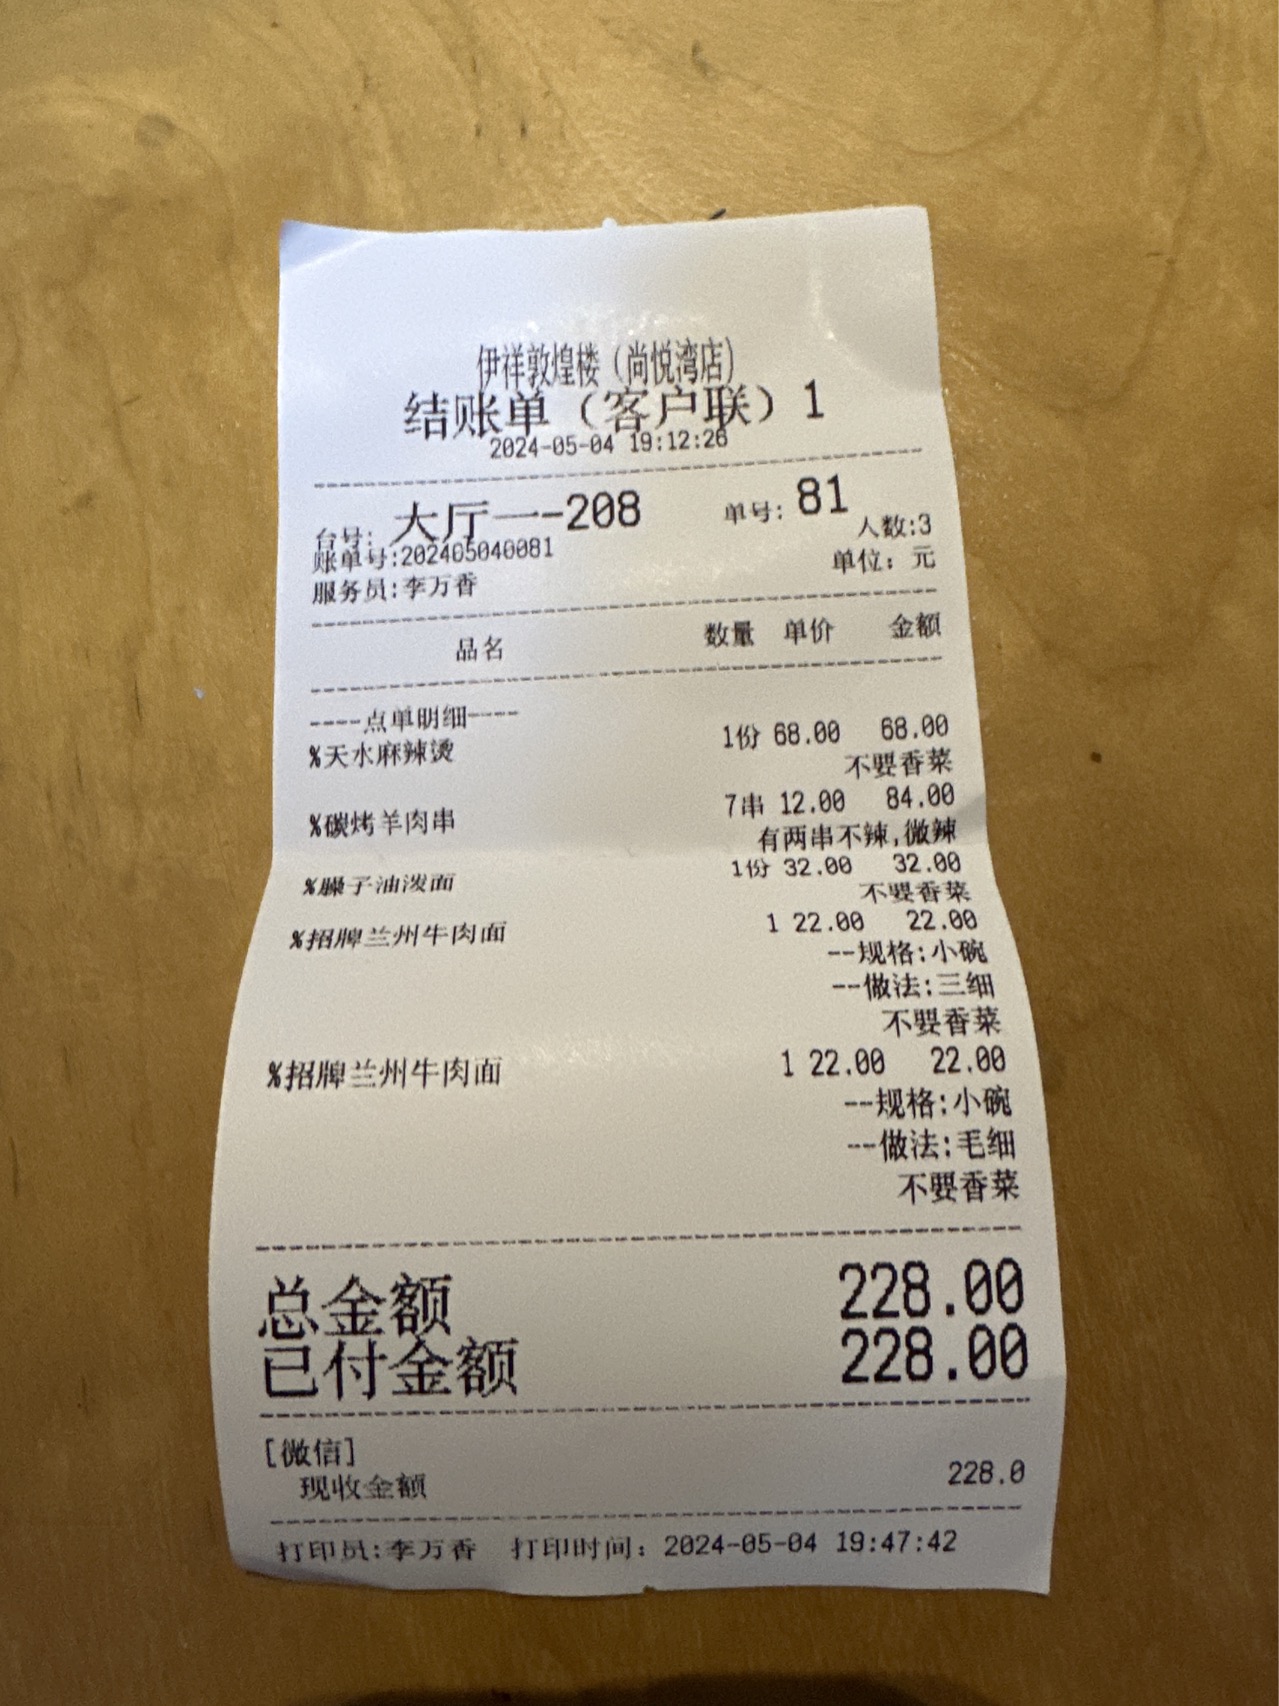 伊祥敦煌楼（尚悦湾店）
结账单（客户联）1
2024-05-04 19:12:26
台号: 大厅一-208 单号: 81
人数:3
账单号:202405040081 单位: 元
服务员:李万香
品名 数量 单价 金额
----点单明细----
%天水麻辣烫 1份 68.00 68.00
不要香菜
%碳烤羊肉串 7串 12.00 84.00
有两串不辣,微辣
%臊子油泼面 1份 32.00 32.00
不要香菜
%招牌兰州牛肉面 1 22.00 22.00
--规格:小碗
--做法:三细
不要香菜
%招牌兰州牛肉面 1 22.00 22.00
--规格:小碗
--做法:毛细
不要香菜
总金额 228.00
已付金额 228.00
[微信]
现收金额 228.0
打印员:李万香 打印时间: 2024-05-04 19:47:42